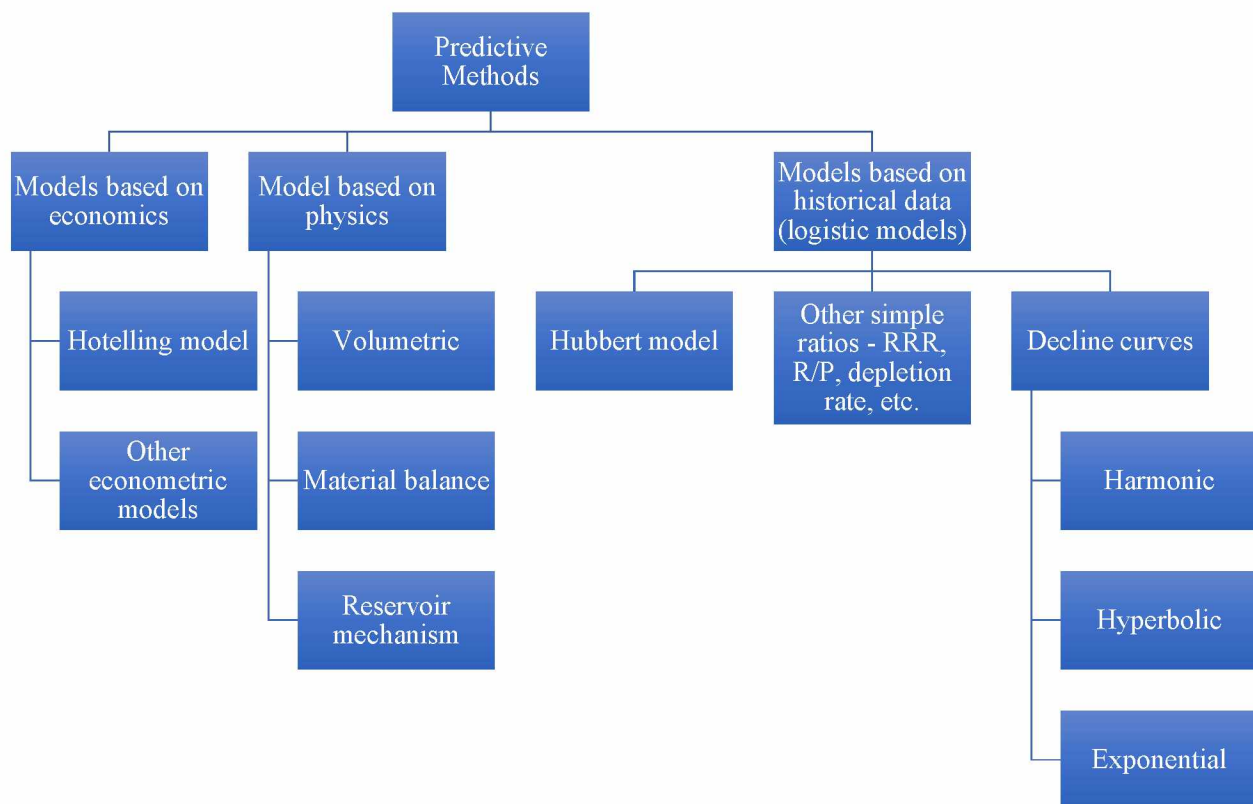 Predictive
Methods
Models based on
economics
Model based on
physics
Models based on
historical data
(logistic models)
Hotelling model
Other
econometric
models
Volumetric
Material balance
Reservoir
mechanism
Hubbert model
Other simple
ratios - RRR,
R/P, depletion
rate, etc.
Decline curves
Harmonic
Hyperbolic
Exponential